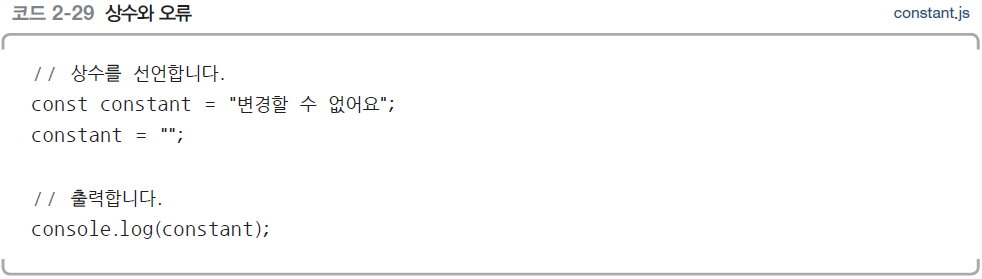 코드 2-29 상수와 오류
constant.js
// 상수를 선언합니다.
const constant = "변경할 수 없어요";
constant = "";
// 출력합니다.
console.log(constant);